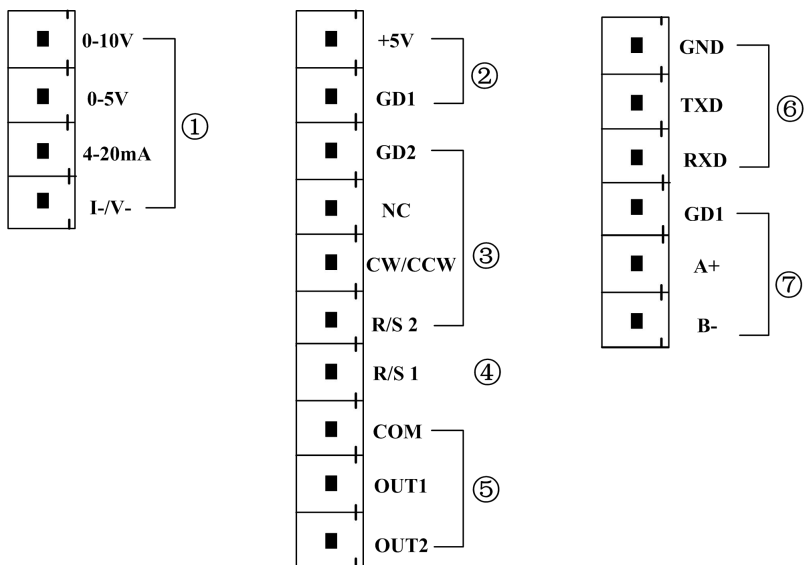 0-10V
0-5V
4-20mA
I-/V-
①
+5V
GD1
②
GD2
NC
CW/CCW
R/S 2
③
R/S 1
④
COM
OUT1
OUT2
⑤
GND
TXD
RXD
⑥
GD1
A+
B-
⑦